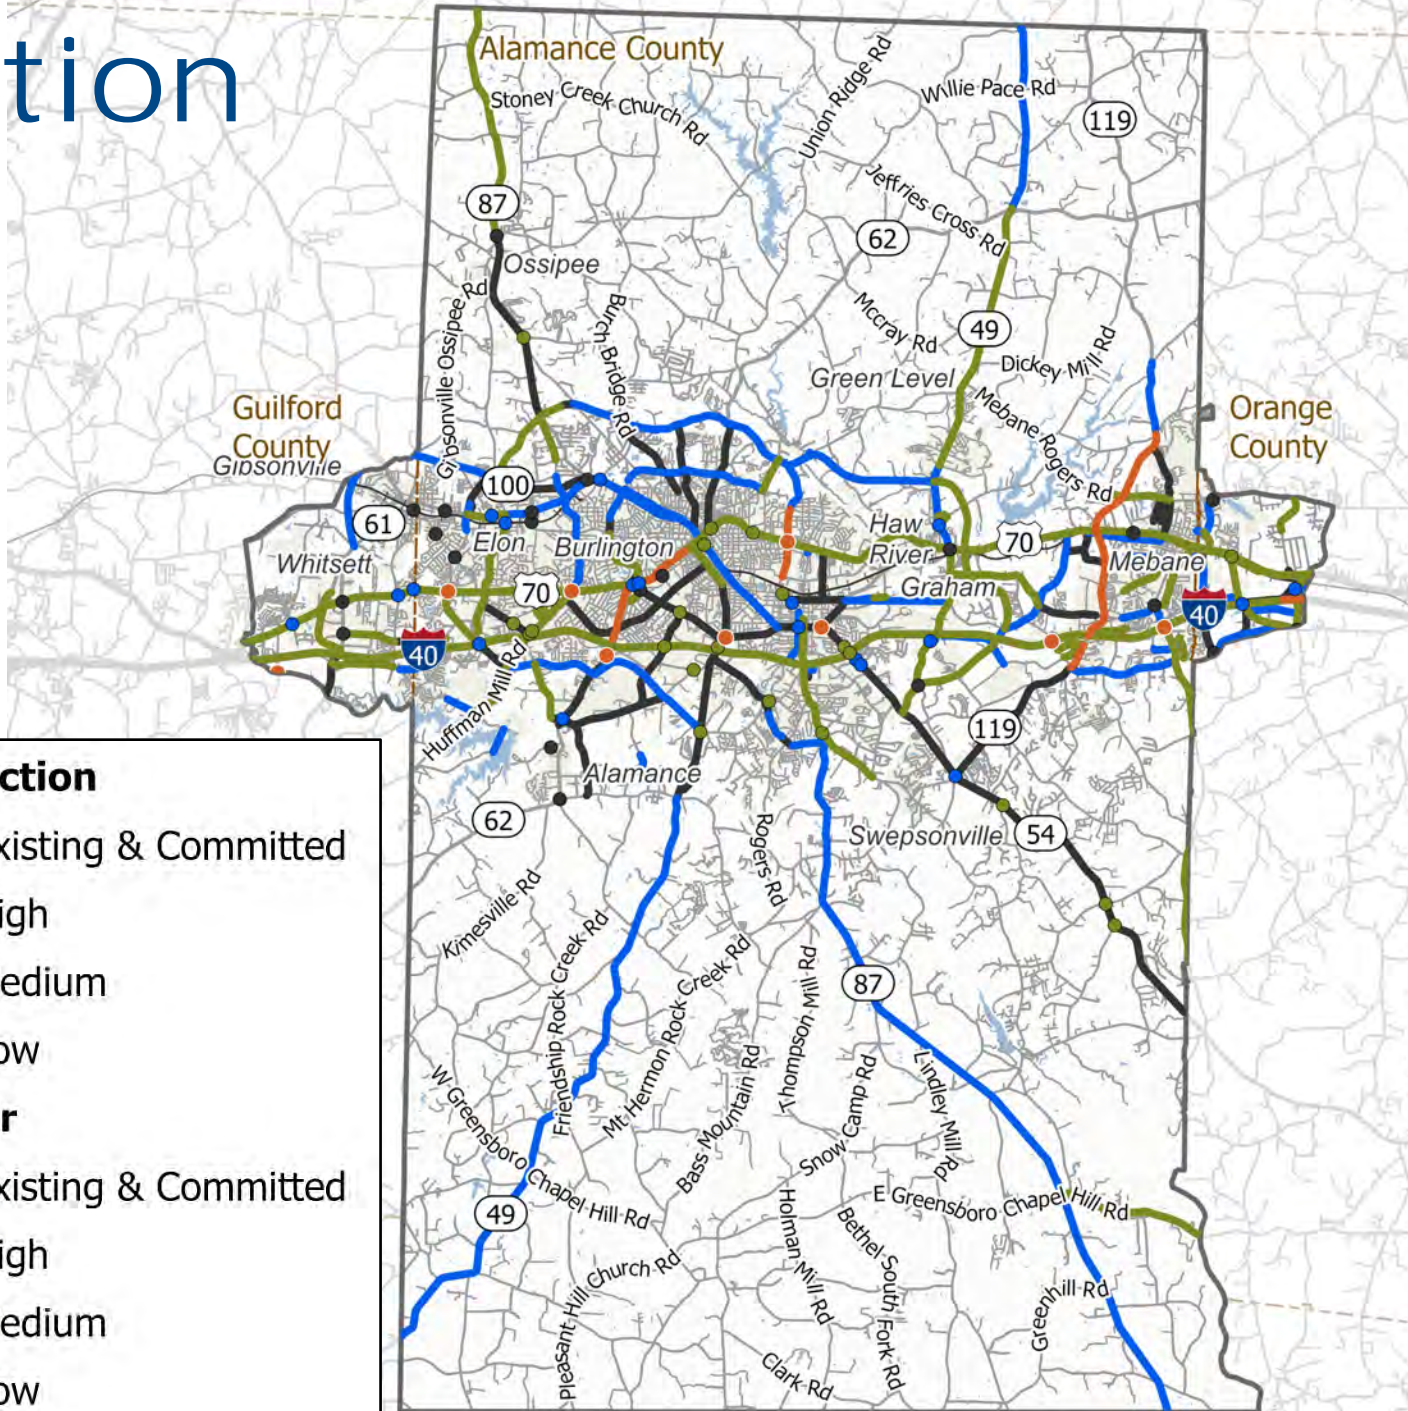 tion
Alamance County
Stoney Creek Church Rd
Union Ridge Rd
Willie Pace Rd
119
87
Jeffries Cross Rd
62
Ossipee
Gibsonville Ossipee Rd
Burch Bridge Rd
Mccray Rd
49
Dickey Mill Rd
Green Level
Mebane Rogers Rd
Guilford
County
Orange
County
Gibsonville
100
61
Elon
Burlington
Haw
River
70
Whitsett
70
Graham
Mebane
40
40
Huffman Mill Rd
119
Alamance
62
Rogers Rd
Swepsonville
54
ction
xisting & Committed
igh
edium
ow
r
xisting & Committed
igh
edium
ow
Kimesville Rd
Friendship Rock Creek Rd
Mt Hermon Rock Creek Rd
Thompson Mill Rd
87
W Greensboro Chapel Hill Rd
Bass Mountain Rd
Snow Camp Rd
Lindley Mill Rd
49
E Greensboro Chapel Hill Rd
Holman Mill Rd
Bethel South Fork Rd
Pleasant Hill Church Rd
Greenhill Rd
Clark Rd